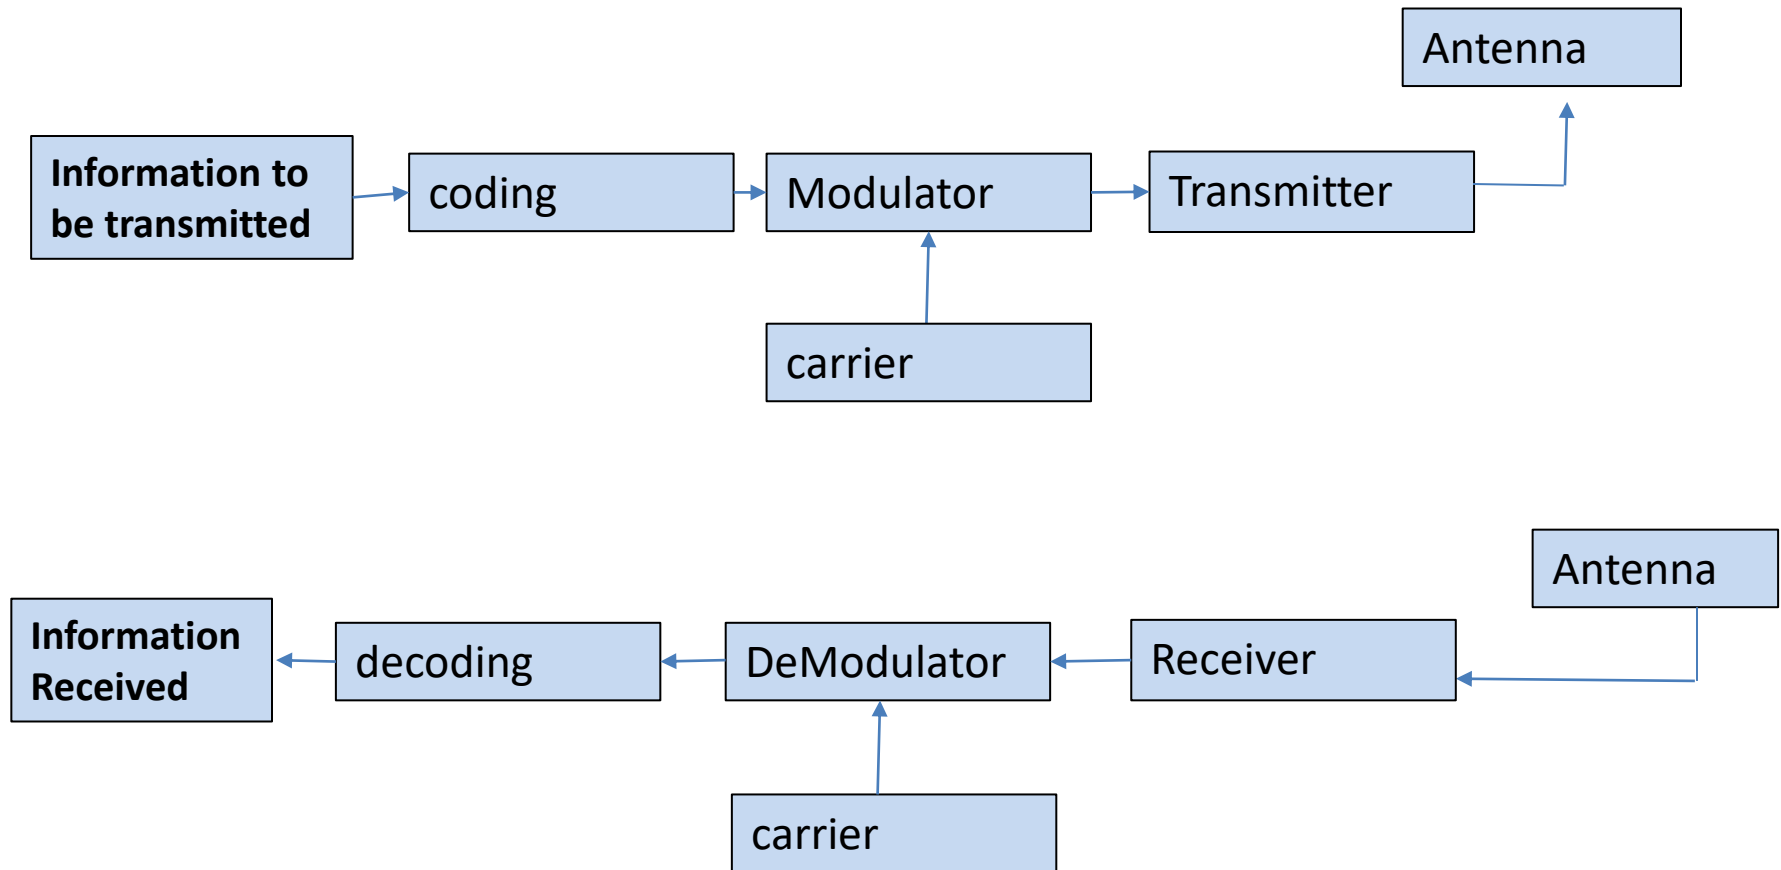 Antenna
Information to
be transmitted
coding
Modulator
Transmitter
carrier
Antenna
Information
Received
decoding
DeModulator
Receiver
carrier